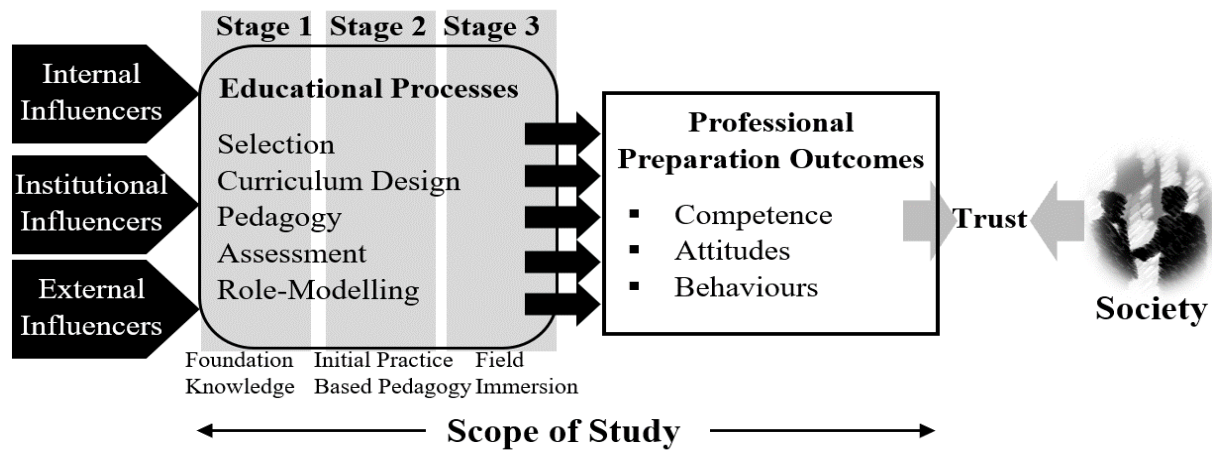 Stage 1 Stage 2 Stage 3
Internal
Influencers
Institutional
Influencers
External
Influencers
Educational Processes
Selection
Curriculum Design
Pedagogy
Assessment
Role-Modelling
Foundation
Knowledge
Initial Practice
Based Pedagogy
Field
Immersion
Professional
Preparation Outcomes
▪ Competence
▪ Attitudes
▪ Behaviours
Trust
Society
Scope of Study